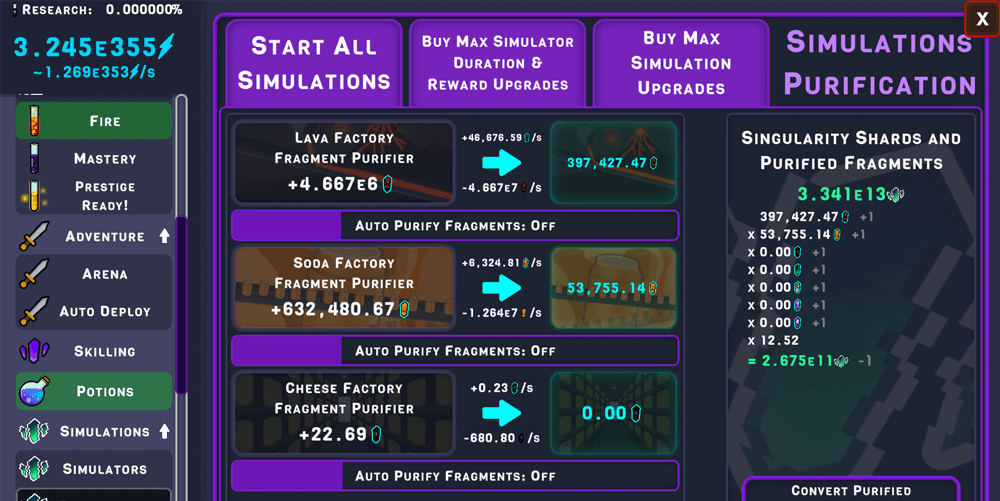 Research: 0.000000%
3.245E355
~1.269E353/s
Fire
Mastery
Prestige
Ready!
Adventure
Arena
Auto Deploy
Skilling
Potions
Simulations
Simulators
Start All
Simulations
Buy Max Simulator
Duration &
Reward Upgrades
Buy Max
Simulation
Upgrades
Simulations
Purification
X
Lava Factory
Fragment Purifier
+4.667E6
+46,676.59 /s
-4.667E7 /s
397,427.47
Auto Purify Fragments: Off
Soda Factory
Fragment Purifier
+632,480.67
+6,324.81 /s
-1.264E7 /s
53,755.14
Auto Purify Fragments: Off
Cheese Factory
Fragment Purifier
+22.69
+0.23 /s
-680.80 /s
0.00
Auto Purify Fragments: Off
Singularity Shards and
Purified Fragments
3.341E13
397,427.47 +1
x 53,755.14 +1
x 0.00 +1
x 0.00 +1
x 0.00 +1
x 0.00 +1
x 0.00 +1
x 12.52
= 2.675E11 -1
Convert Purified